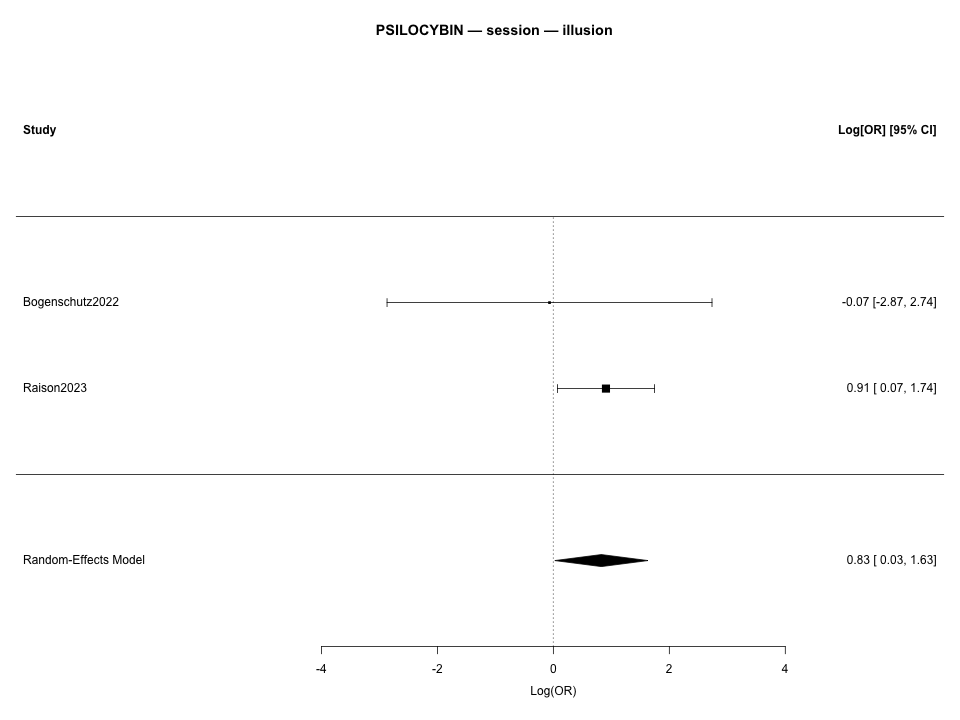 PSILOCYBIN — session — illusion
Study Log[OR] [95% CI]
Bogenschutz2022 -0.07 [-2.87, 2.74]
Raison2023 0.91 [ 0.07, 1.74]
Random-Effects Model 0.83 [ 0.03, 1.63]
-4 -2 0 2 4
Log(OR)